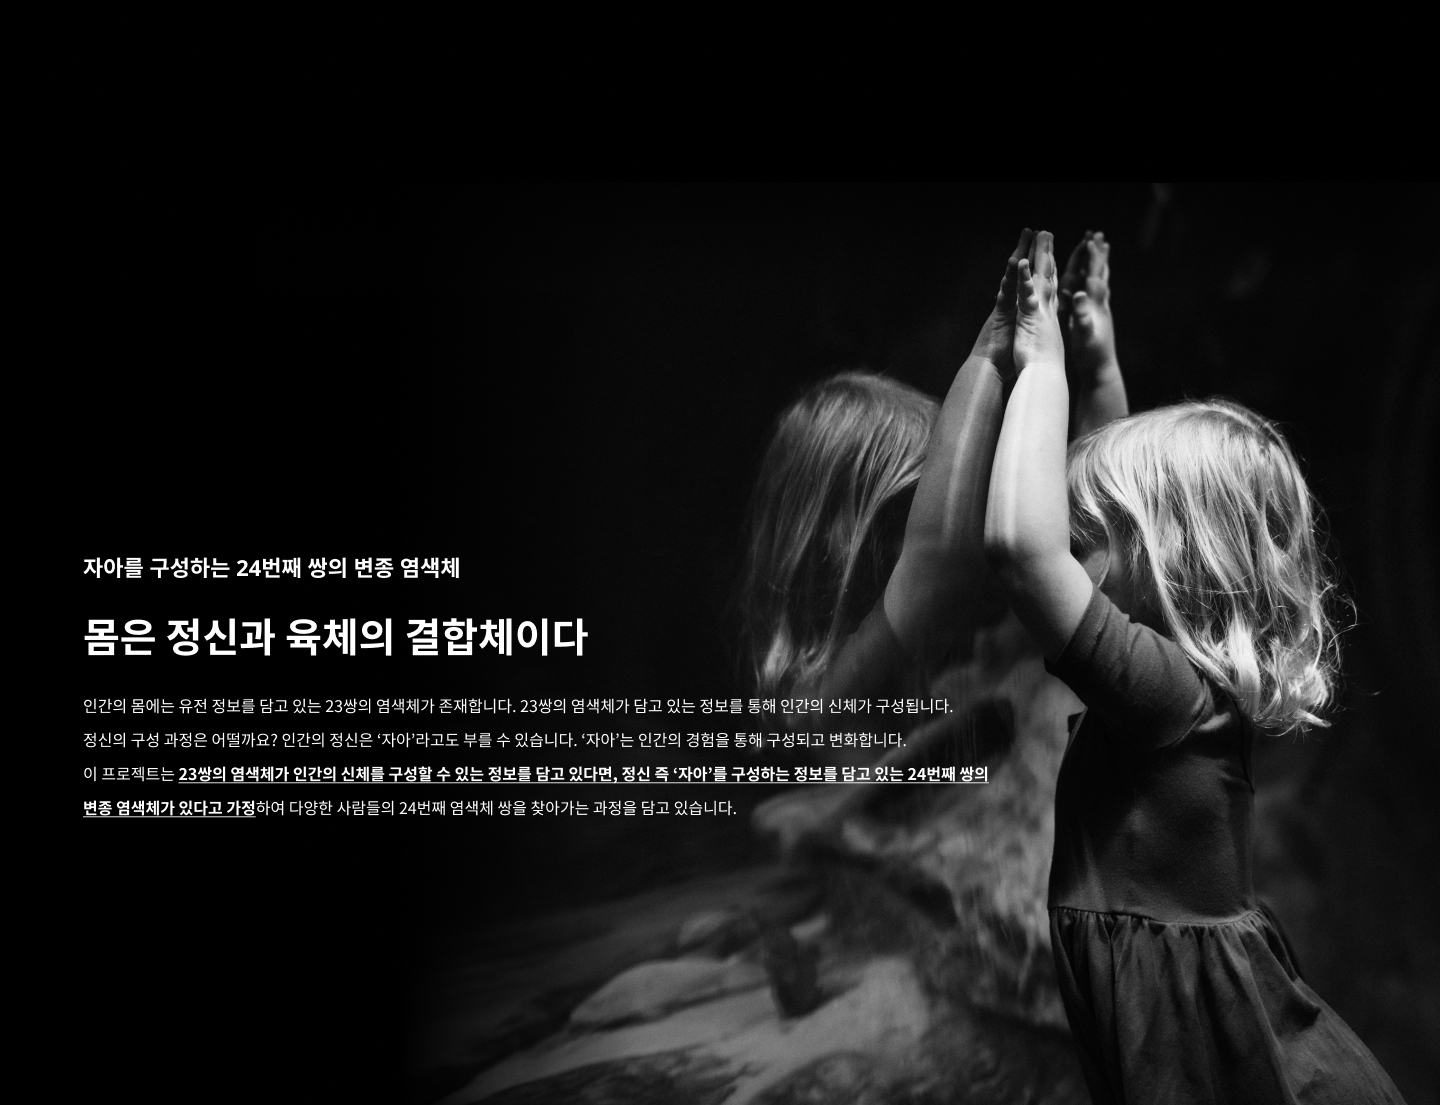 자아를 구성하는 24번째 쌍의 변종 염색체
몸은 정신과 육체의 결합체이다
인간의 몸에는 유전 정보를 담고 있는 23쌍의 염색체가 존재합니다. 23쌍의 염색체가 담고 있는 정보를 통해 인간의 신체가 구성됩니다.
정신의 구성 과정은 어떨까요? 인간의 정신은 ‘자아’라고도 부를 수 있습니다. ‘자아’는 인간의 경험을 통해 구성되고 변화합니다.
이 프로젝트는 23쌍의 염색체가 인간의 신체를 구성할 수 있는 정보를 담고 있다면, 정신 즉 ‘자아’를 구성하는 정보를 담고 있는 24번째 쌍의
변종 염색체가 있다고 가정하여 다양한 사람들의 24번째 염색체 쌍을 찾아가는 과정을 담고 있습니다.